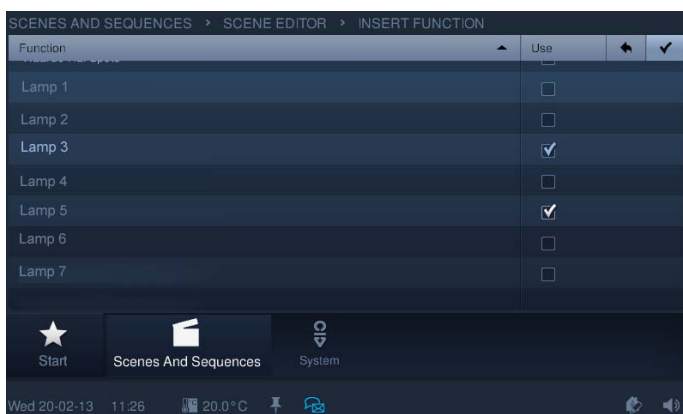 SCENES AND SEQUENCES > SCENE EDITOR > INSERT FUNCTION
Function Use
Lamp 1
Lamp 2
Lamp 3
Lamp 4
Lamp 5
Lamp 6
Lamp 7
Start Scenes And Sequences System
Wed 20-02-13 11:26 20.0°C